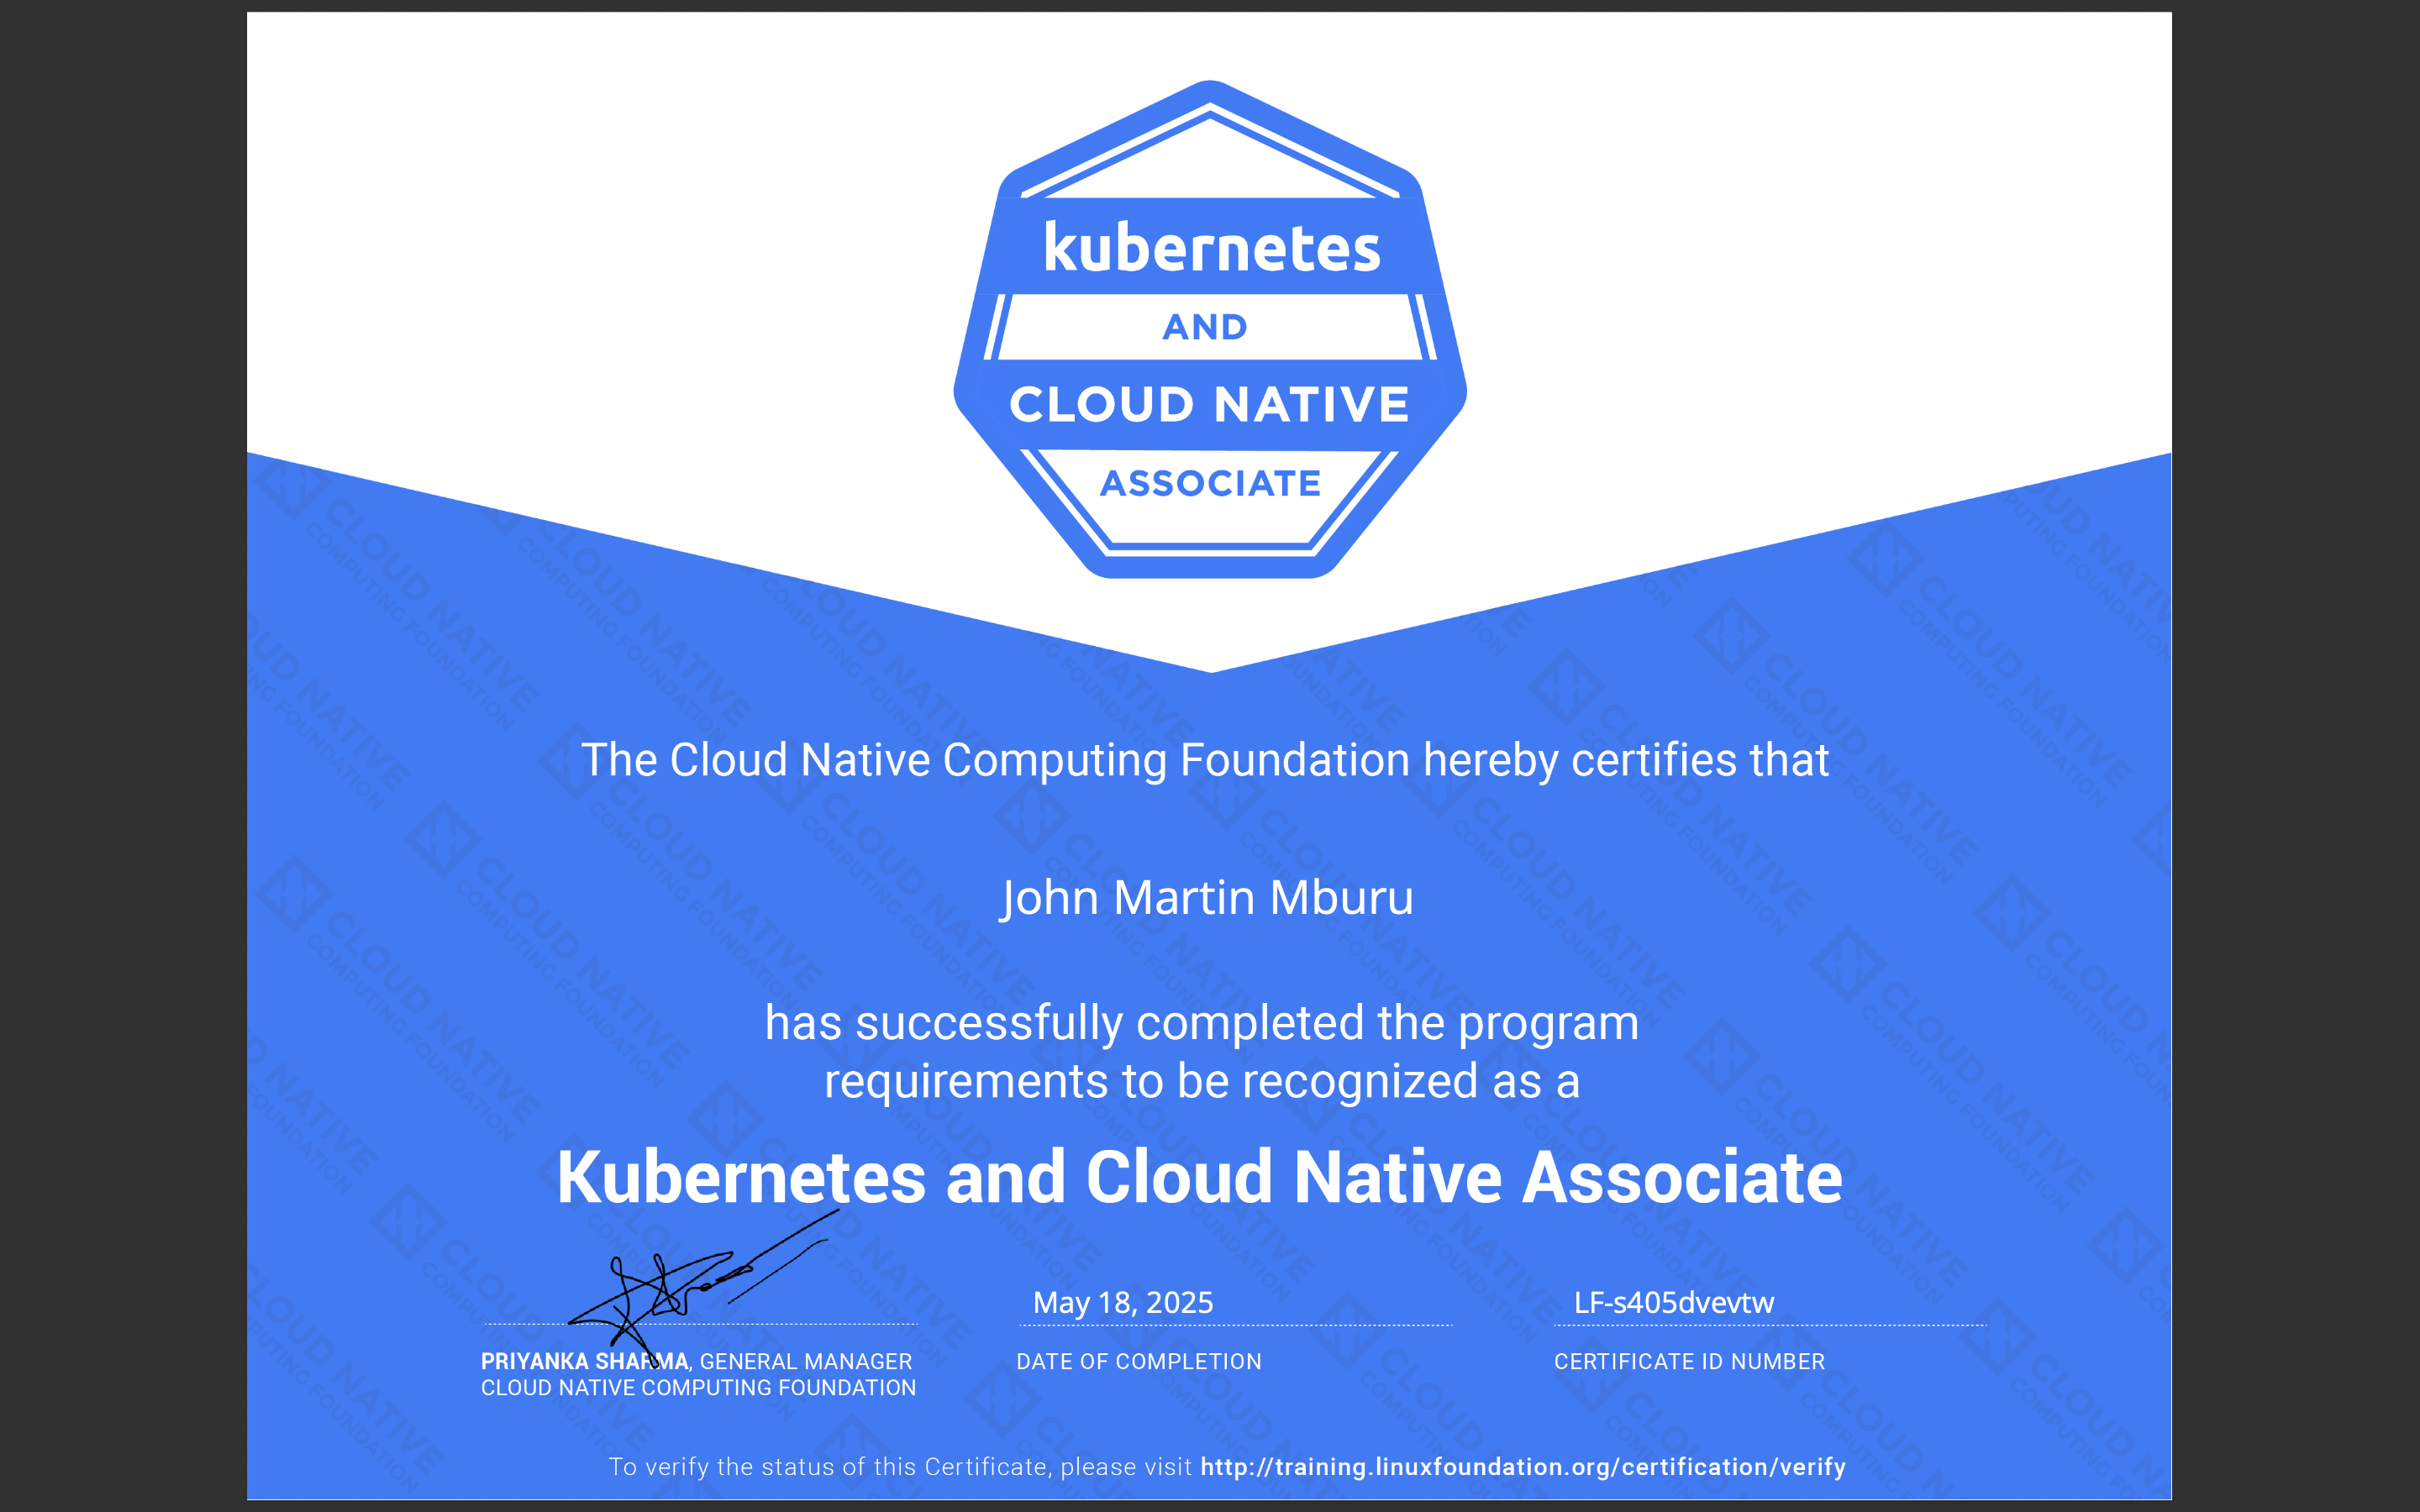 kubernetes
AND
CLOUD NATIVE
ASSOCIATE
The Cloud Native Computing Foundation hereby certifies that
John Martin Mburu
has successfully completed the program
requirements to be recognized as a
Kubernetes and Cloud Native Associate
May 18, 2025
LF-s405dvevtw
PRIYANKA SHARMA, GENERAL MANAGER
CLOUD NATIVE COMPUTING FOUNDATION
DATE OF COMPLETION
CERTIFICATE ID NUMBER
To verify the status of this Certificate, please visit http://training.linuxfoundation.org/certification/verify